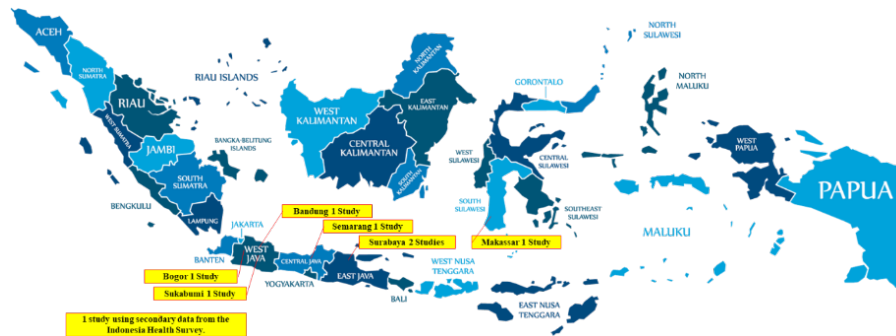 ACEH
NORTH
SUMATRA
RIAU ISLANDS
RIAU
WEST SUMATRA
JAMBI
BANGKA-BELITUNG
ISLANDS
SOUTH
SUMATRA
BENGKULU
LAMPUNG
NORTH
KALIMANTAN
WEST
KALIMANTAN
EAST
KALIMANTAN
CENTRAL
KALIMANTAN
SOUTH
KALIMANTAN
NORTH
SULAWESI
GORONTALO
WEST
SULAWESI
CENTRAL
SULAWESI
SOUTH
SULAWESI
SOUTHEAST
SULAWESI
NORTH
MALUKU
WEST
PAPUA
PAPUA
MALUKU
Bandung 1 Study
Semarang 1 Study
Surabaya 2 Studies
Makassar 1 Study
JAKARTA
BANTEN
WEST
JAVA
CENTRAL JAVA
EAST JAVA
YOGYAKARTA
BALI
WEST NUSA
TENGGARA
EAST NUSA
TENGGARA
Bogor 1 Study
Sukabumi 1 Study
1 study using secondary data from the
Indonesia Health Survey.